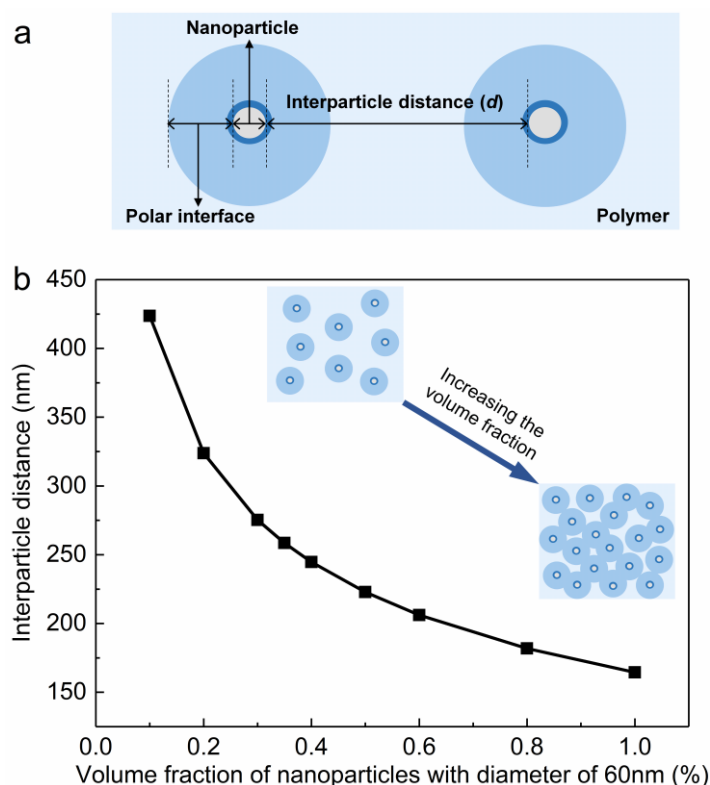 a
Nanoparticle
Interparticle distance (d)
Polar interface
Polymer
b
450
400
350
300
250
200
150
Interparticle distance (nm)
Increasing the
volume fraction
0.0 0.2 0.4 0.6 0.8 1.0
Volume fraction of nanoparticles with diameter of 60nm (%)